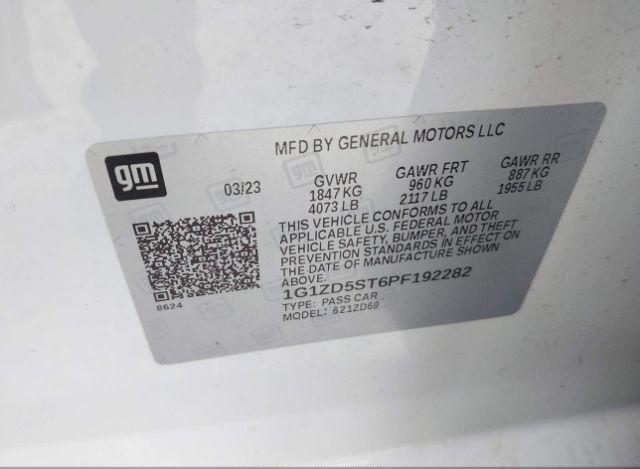 MFD BY GENERAL MOTORS LLC
gm
03/23 GVWR GAWR FRT GAWR RR
1847 KG 960 KG 887 KG
4073 LB 2117 LB 1955 LB
THIS VEHICLE CONFORMS TO ALL
APPLICABLE U.S. FEDERAL MOTOR
VEHICLE SAFETY, BUMPER, AND THEFT
PREVENTION STANDARDS IN EFFECT ON
THE DATE OF MANUFACTURE SHOWN
ABOVE.
1G1ZD5ST6PF192282
TYPE: PASS CAR
MODEL: 621ZD69
8624